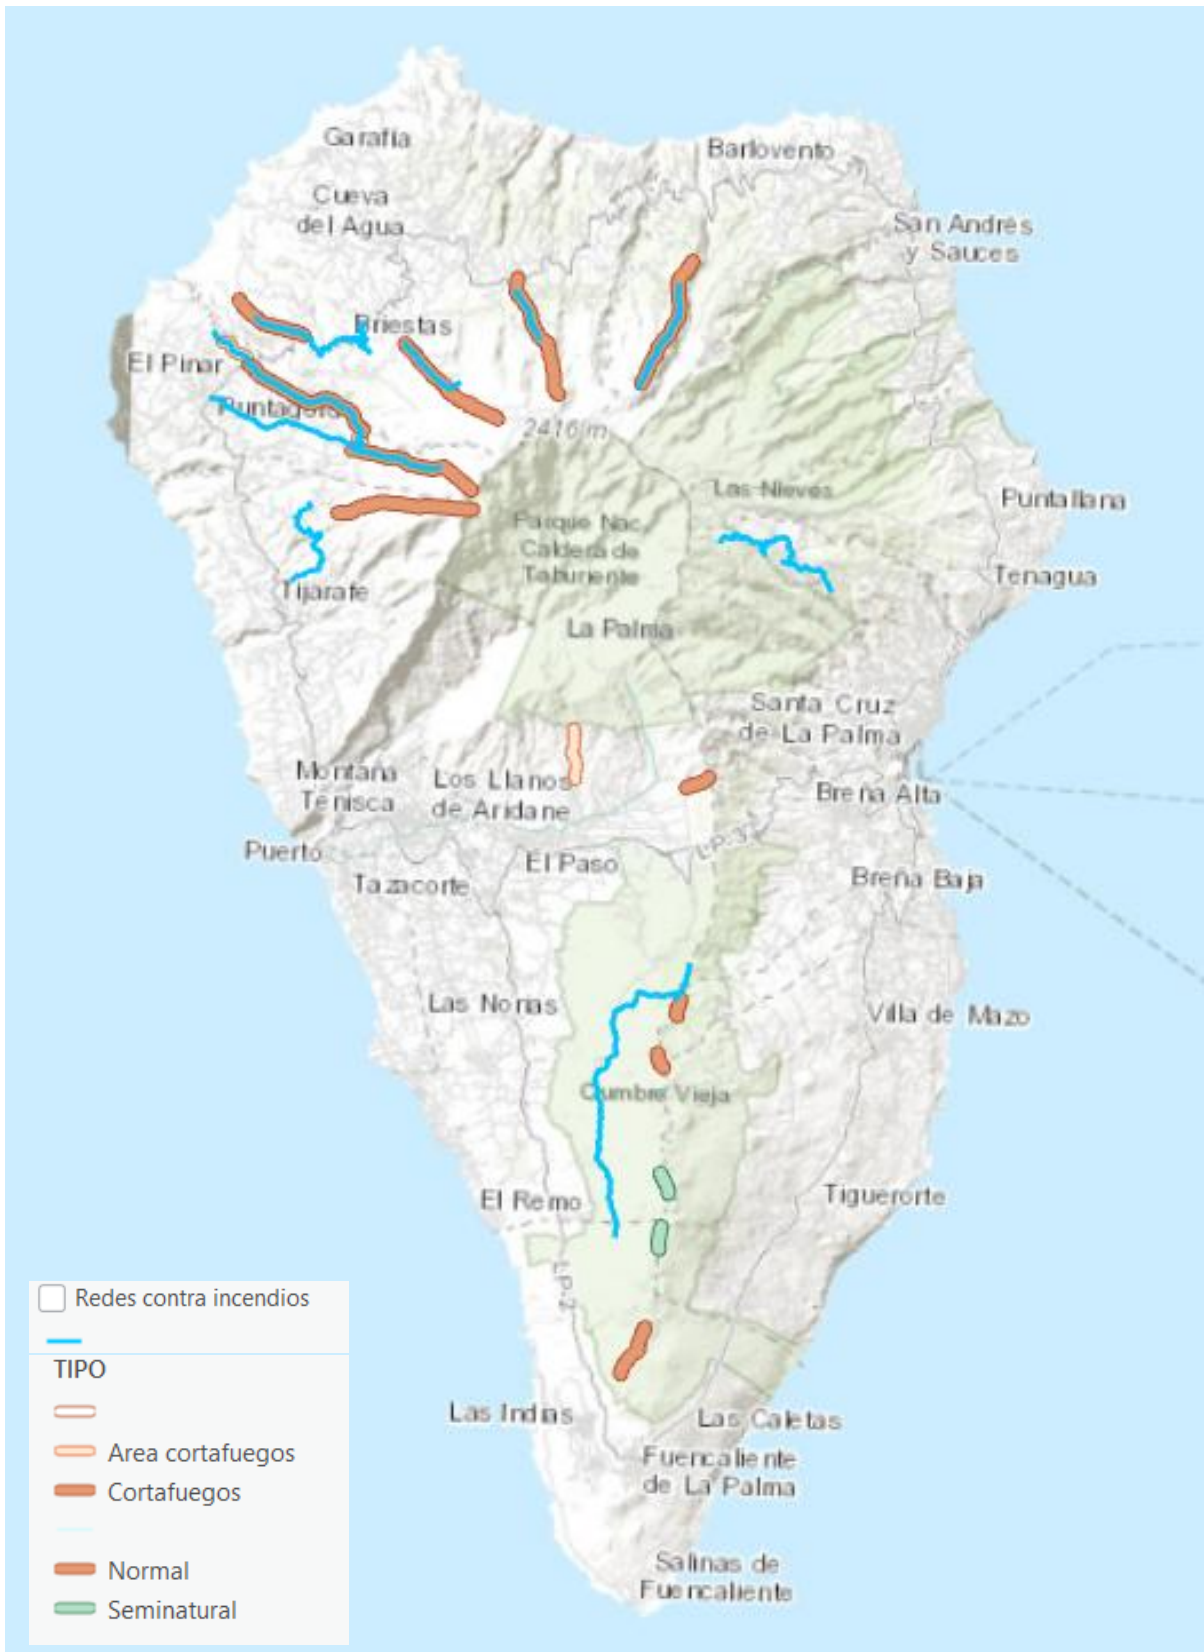 Garafía
Barlovento
Cueva
del Agua
San Andrés
y Sauces
Briestas
El Pinar
2416 m
Las Nieves
Puntallana
Parque Nac.
Caldera de
Taburiente
Tenagua
Tijarafe
La Palma
Santa Cruz
de La Palma
Montaña
Tenisca
Los Llanos
de Aridane
Breña Alta
LP-3
Puerto
El Paso
Tazacorte
Breña Baja
Las Norias
Villa de Mazo
Cumbre Vieja
El Remo
Tiguerorte
LP-2
Redes contra incendios
TIPO
Area cortafuegos
Cortafuegos
Normal
Seminatural
Las Indias
Las Caletas
Fuencaliente
de La Palma
Salinas de
Fuencaliente